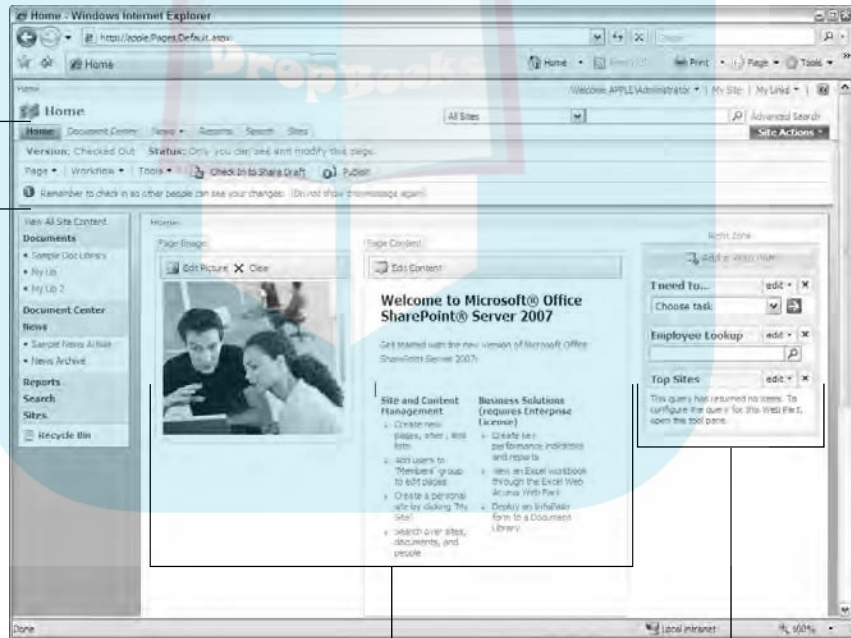 Home - Windows Internet Explorer
Home
Home Print Page Tools
Home
Welcome APPLE\Administrator My Site My Links
Home
All Sites
Advanced Search
Home Document Center News Reports Search Sites
Site Actions
Version: Checked Out Status: Only you can see and modify this page.
Page Workflow Tools Check In to Share Draft Publish
Remember to check in so other people can see your changes. (Do not show this message again)
View All Site Content
Documents
Sample Doc Library
My Lib
My Lib 2
Document Center
News
Sample News Article
News Archive
Reports
Search
Sites
Recycle Bin
Home
Page Image
Edit Picture Clear
Page Content
Edit Content
Welcome to Microsoft® Office
SharePoint® Server 2007
Get started with the new version of Microsoft Office
SharePoint Server 2007:
Site and Content
Management
Create new
pages, sites, and
lists
Add users to
'Members' group
to edit pages
Create a personal
site by clicking 'My
Site'
Search over sites,
documents, and
people
Business Solutions
(requires Enterprise
License)
Create key
performance indicators
and reports
View an Excel workbook
through the Excel Web
Access Web Part
Deploy an InfoPath
form to a Document
Library
Right Zone
Add a Web Part
I need to... edit
Choose task
Employee Lookup edit
Top Sites edit
This query has returned no items. To
configure the query for this Web Part,
open the tool pane.
Done
Local intranet
100%
DropBooks